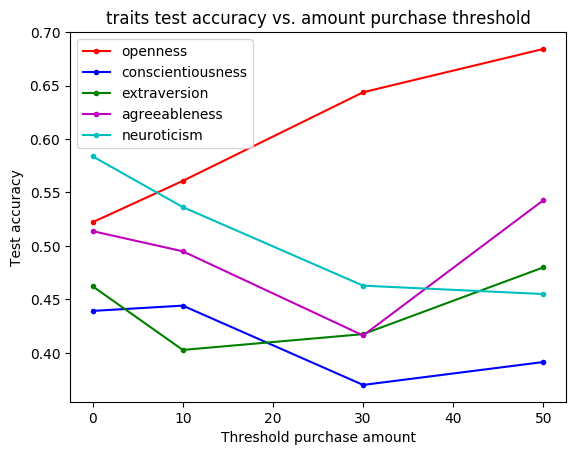 traits test accuracy vs. amount purchase threshold
openness
conscientiousness
extraversion
agreeableness
neuroticism
Test accuracy
0.70
0.65
0.60
0.55
0.50
0.45
0.40
0 10 20 30 40 50
Threshold purchase amount